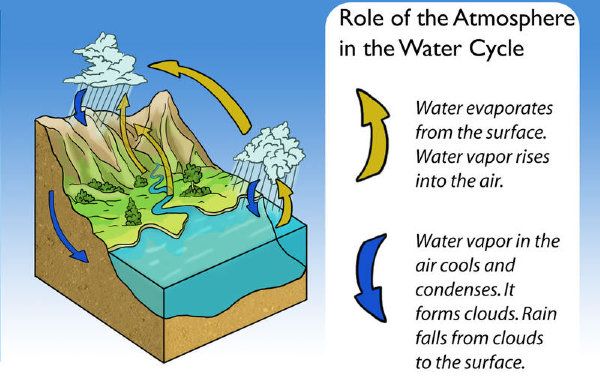 Role of the Atmosphere
in the Water Cycle
Water evaporates
from the surface.
Water vapor rises
into the air.
Water vapor in the
air cools and
condenses. It
forms clouds. Rain
falls from clouds
to the surface.